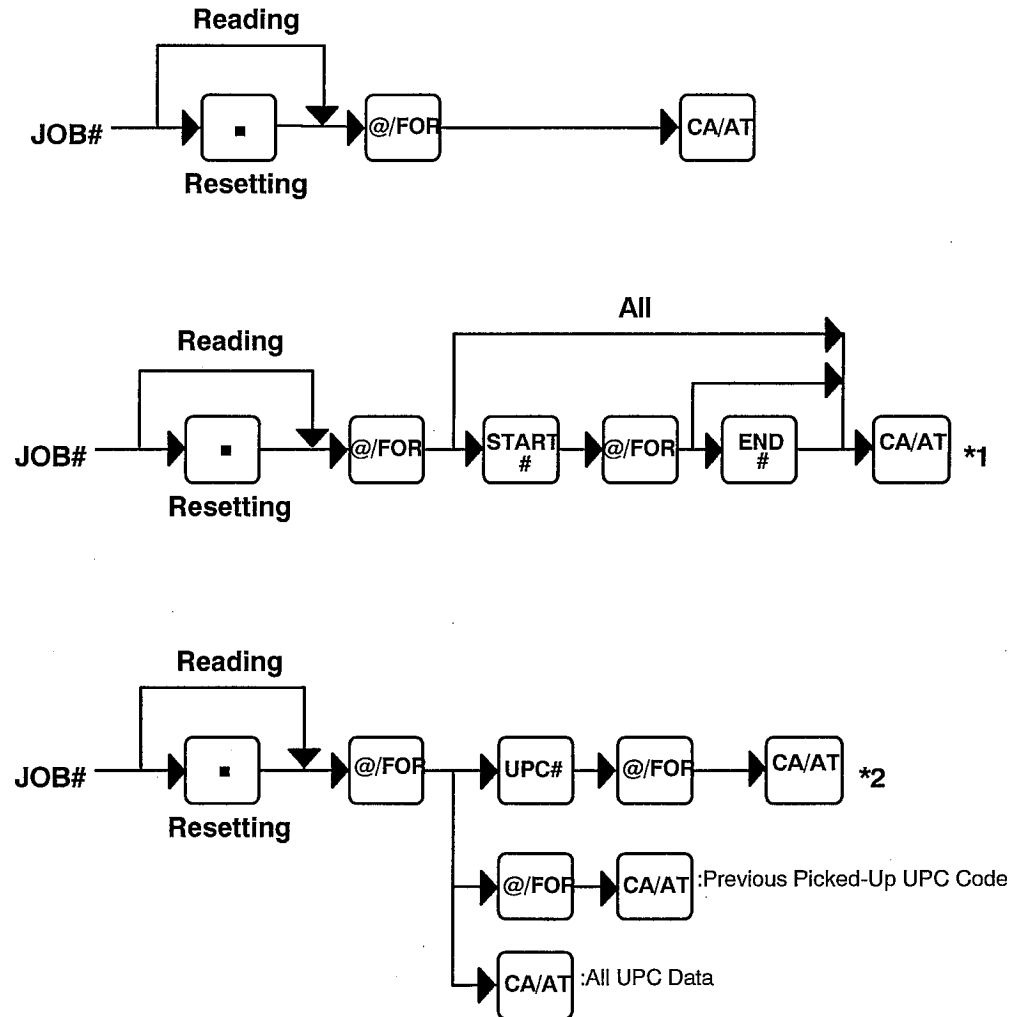 Reading
JOB# ■ @/FOR CA/AT
Resetting
All
Reading
JOB# ■ @/FOR START # @/FOR END # CA/AT *1
Resetting
Reading
JOB# ■ @/FOR UPC# @/FOR CA/AT *2
Resetting
@/FOR CA/AT :Previous Picked-Up UPC Code
CA/AT :All UPC Data